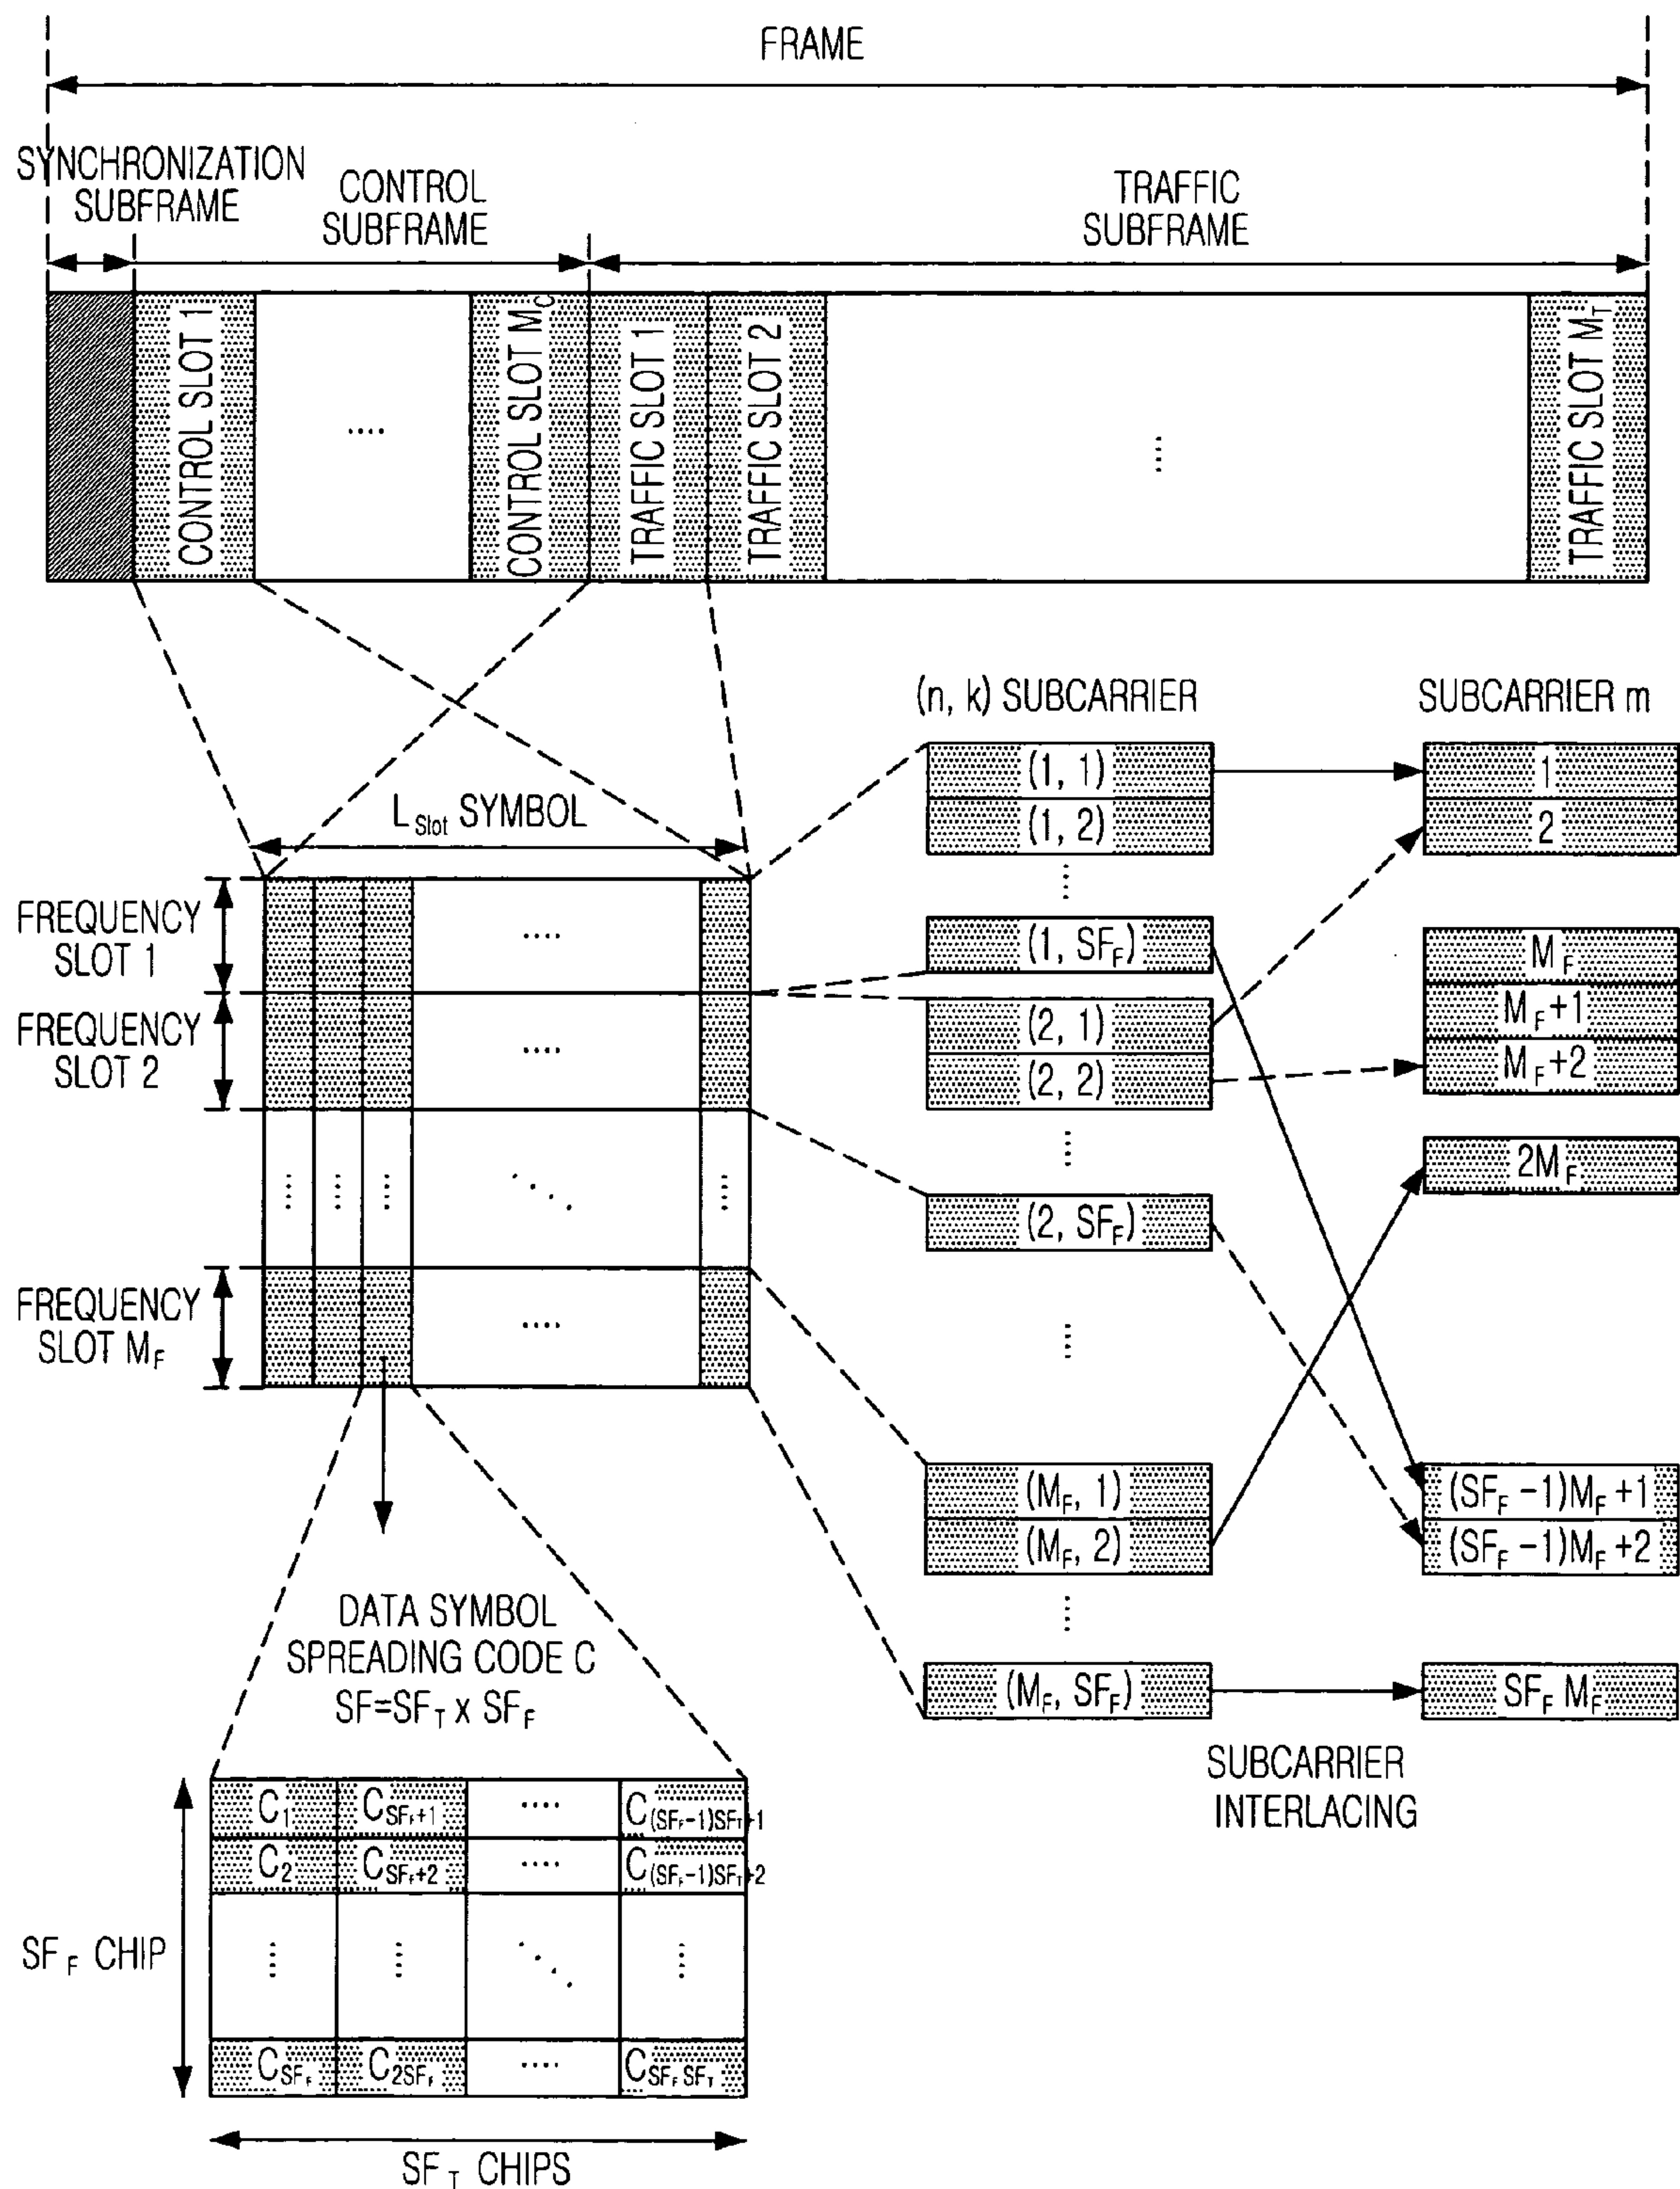 FRAME
SYNCHRONIZATION
SUBFRAME
CONTROL
SUBFRAME
TRAFFIC
SUBFRAME
CONTROL SLOT 1
....
CONTROL SLOT M_C
TRAFFIC SLOT 1
TRAFFIC SLOT 2
....
TRAFFIC SLOT M_T
(n, k) SUBCARRIER
SUBCARRIER m
L_Slot SYMBOL
FREQUENCY
SLOT 1
FREQUENCY
SLOT 2
FREQUENCY
SLOT M_F
(1, 1)
(1, 2)
(1, SF_F)
(2, 1)
(2, 2)
(2, SF_F)
(M_F, 1)
(M_F, 2)
(M_F, SF_F)
1
2
M_F
M_F+1
M_F+2
2M_F
(SF_F -1)M_F +1
(SF_F -1)M_F +2
SF_F M_F
SUBCARRIER
INTERLACING
DATA SYMBOL
SPREADING CODE C
SF=SF_T x SF_F
C_1 C_SF_F+1 .... C_(SF_F-1)SF_T+1
C_2 C_SF_F+2 .... C_(SF_F-1)SF_T+2
C_SF_F C_2SF_F .... C_SF_F SF_T
SF_F CHIP
SF_T CHIPS